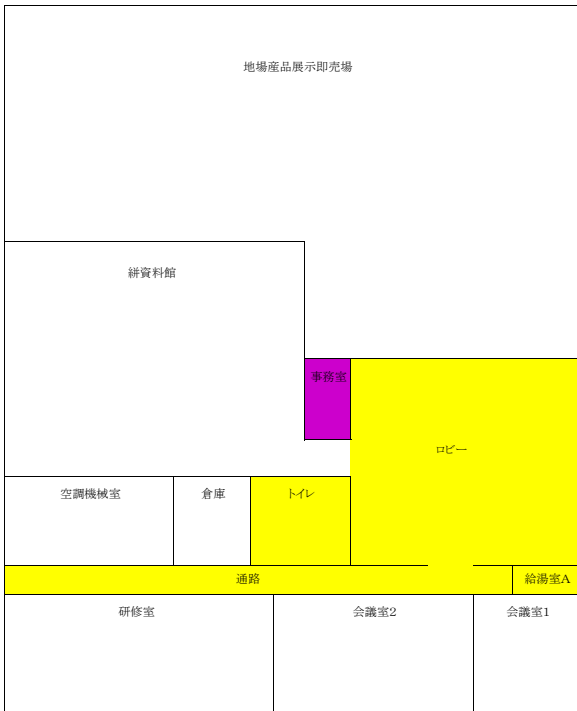 地場産品展示即売場
絣資料館
事務室
ロビー
空調機械室
倉庫
トイレ
通路
給湯室A
研修室
会議室2
会議室1